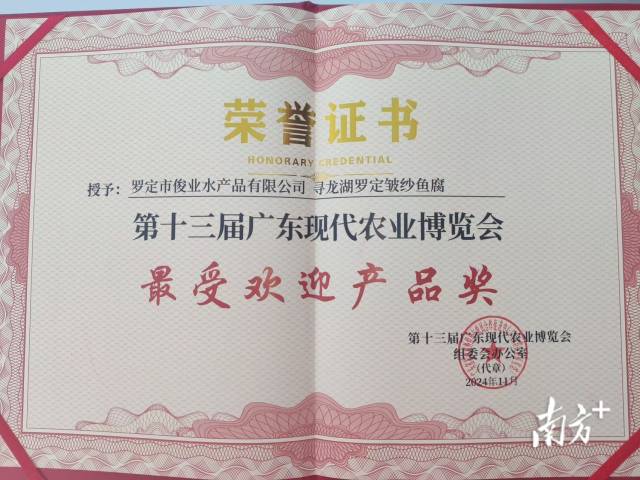 荣誉证书
HONORARY CREDENTIAL
授予：罗定市俊业水产品有限公司 寻龙湖罗定皱纱鱼腐
第十三届广东现代农业博览会
最受欢迎产品奖
第十三届广东现代农业博览会
组委会办公室
（代章）
2024年11月
南方+